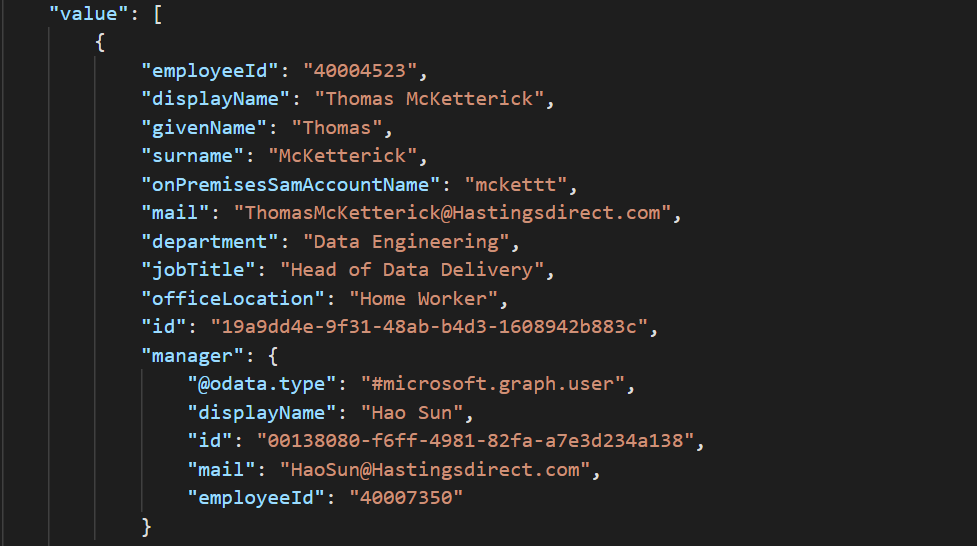 "value": [
{
"employeeId": "40004523",
"displayName": "Thomas McKetterick",
"givenName": "Thomas",
"surname": "McKetterick",
"onPremisesSamAccountName": "mckettt",
"mail": "ThomasMcKetterick@Hastingsdirect.com",
"department": "Data Engineering",
"jobTitle": "Head of Data Delivery",
"officeLocation": "Home Worker",
"id": "19a9dd4e-9f31-48ab-b4d3-1608942b883c",
"manager": {
"@odata.type": "#microsoft.graph.user",
"displayName": "Hao Sun",
"id": "00138080-f6ff-4981-82fa-a7e3d234a138",
"mail": "HaoSun@Hastingsdirect.com",
"employeeId": "40007350"
}